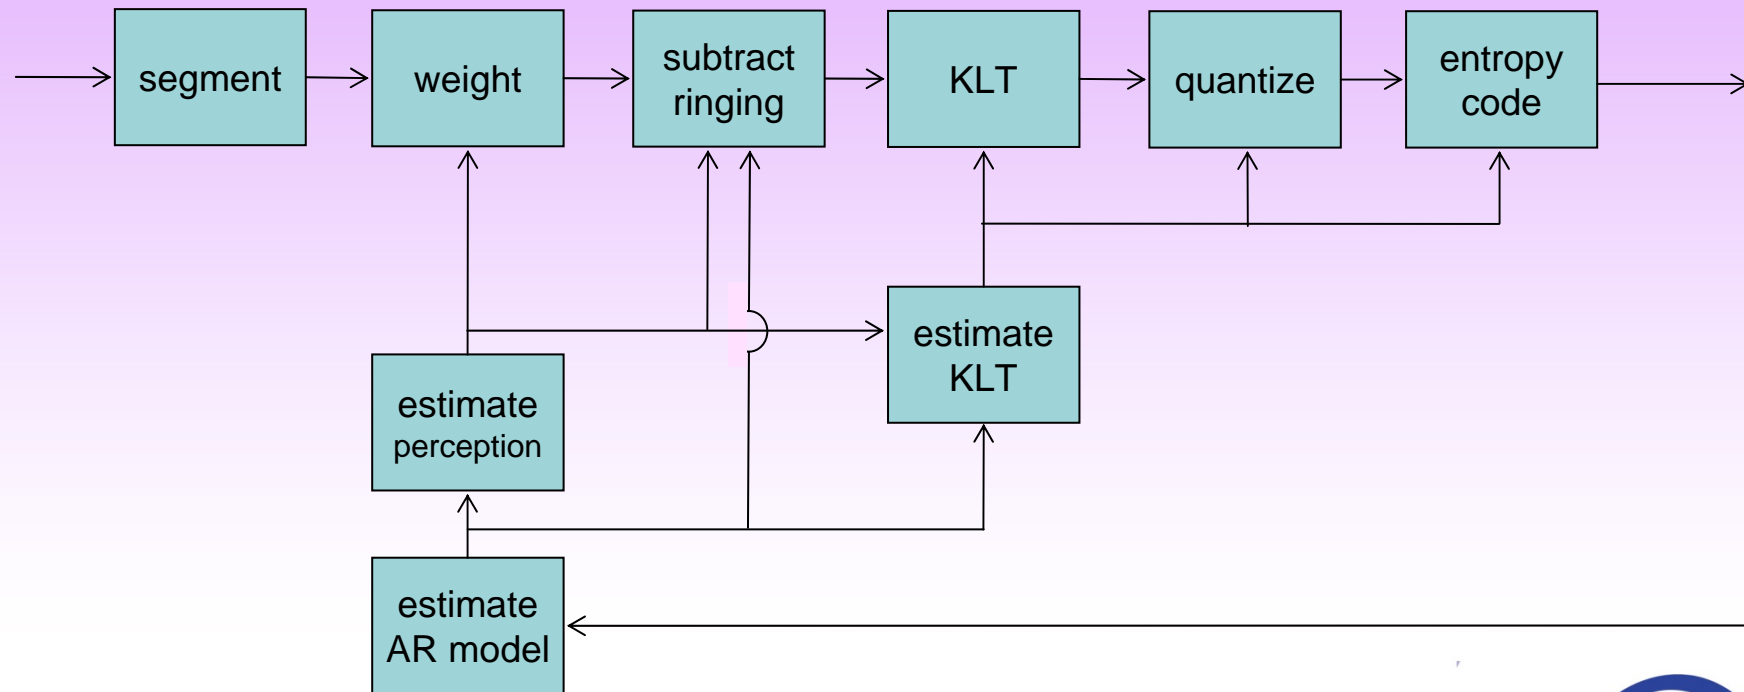 segment
weight
subtract
ringing
KLT
quantize
entropy
code
estimate
KLT
estimate
perception
estimate
AR model